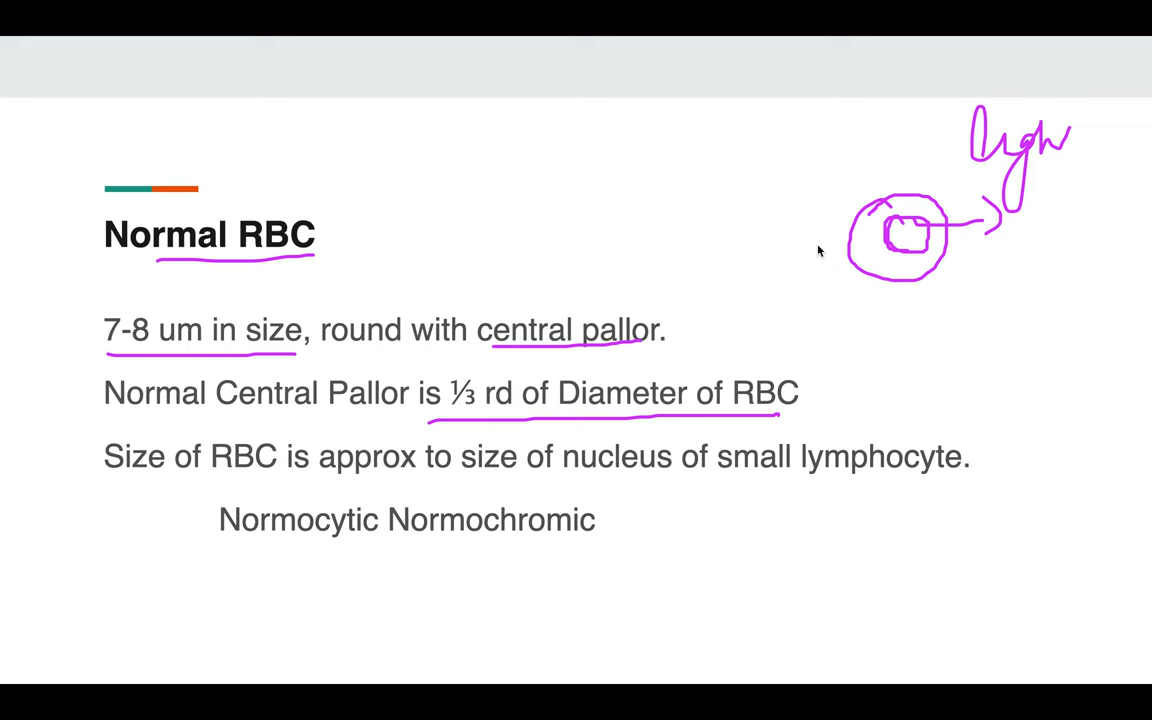 Normal RBC
7-8 um in size, round with central pallor.
Normal Central Pallor is ⅓ rd of Diameter of RBC
Size of RBC is approx to size of nucleus of small lymphocyte.
Normocytic Normochromic